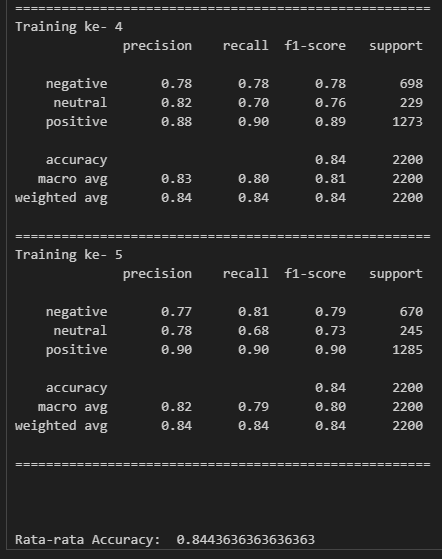 ======================================================
Training ke- 4
precision recall f1-score support
negative 0.78 0.78 0.78 698
neutral 0.82 0.70 0.76 229
positive 0.88 0.90 0.89 1273
accuracy 0.84 2200
macro avg 0.83 0.80 0.81 2200
weighted avg 0.84 0.84 0.84 2200
======================================================
Training ke- 5
precision recall f1-score support
negative 0.77 0.81 0.79 670
neutral 0.78 0.68 0.73 245
positive 0.90 0.90 0.90 1285
accuracy 0.84 2200
macro avg 0.82 0.79 0.80 2200
weighted avg 0.84 0.84 0.84 2200
======================================================
Rata-rata Accuracy: 0.8443636363636363